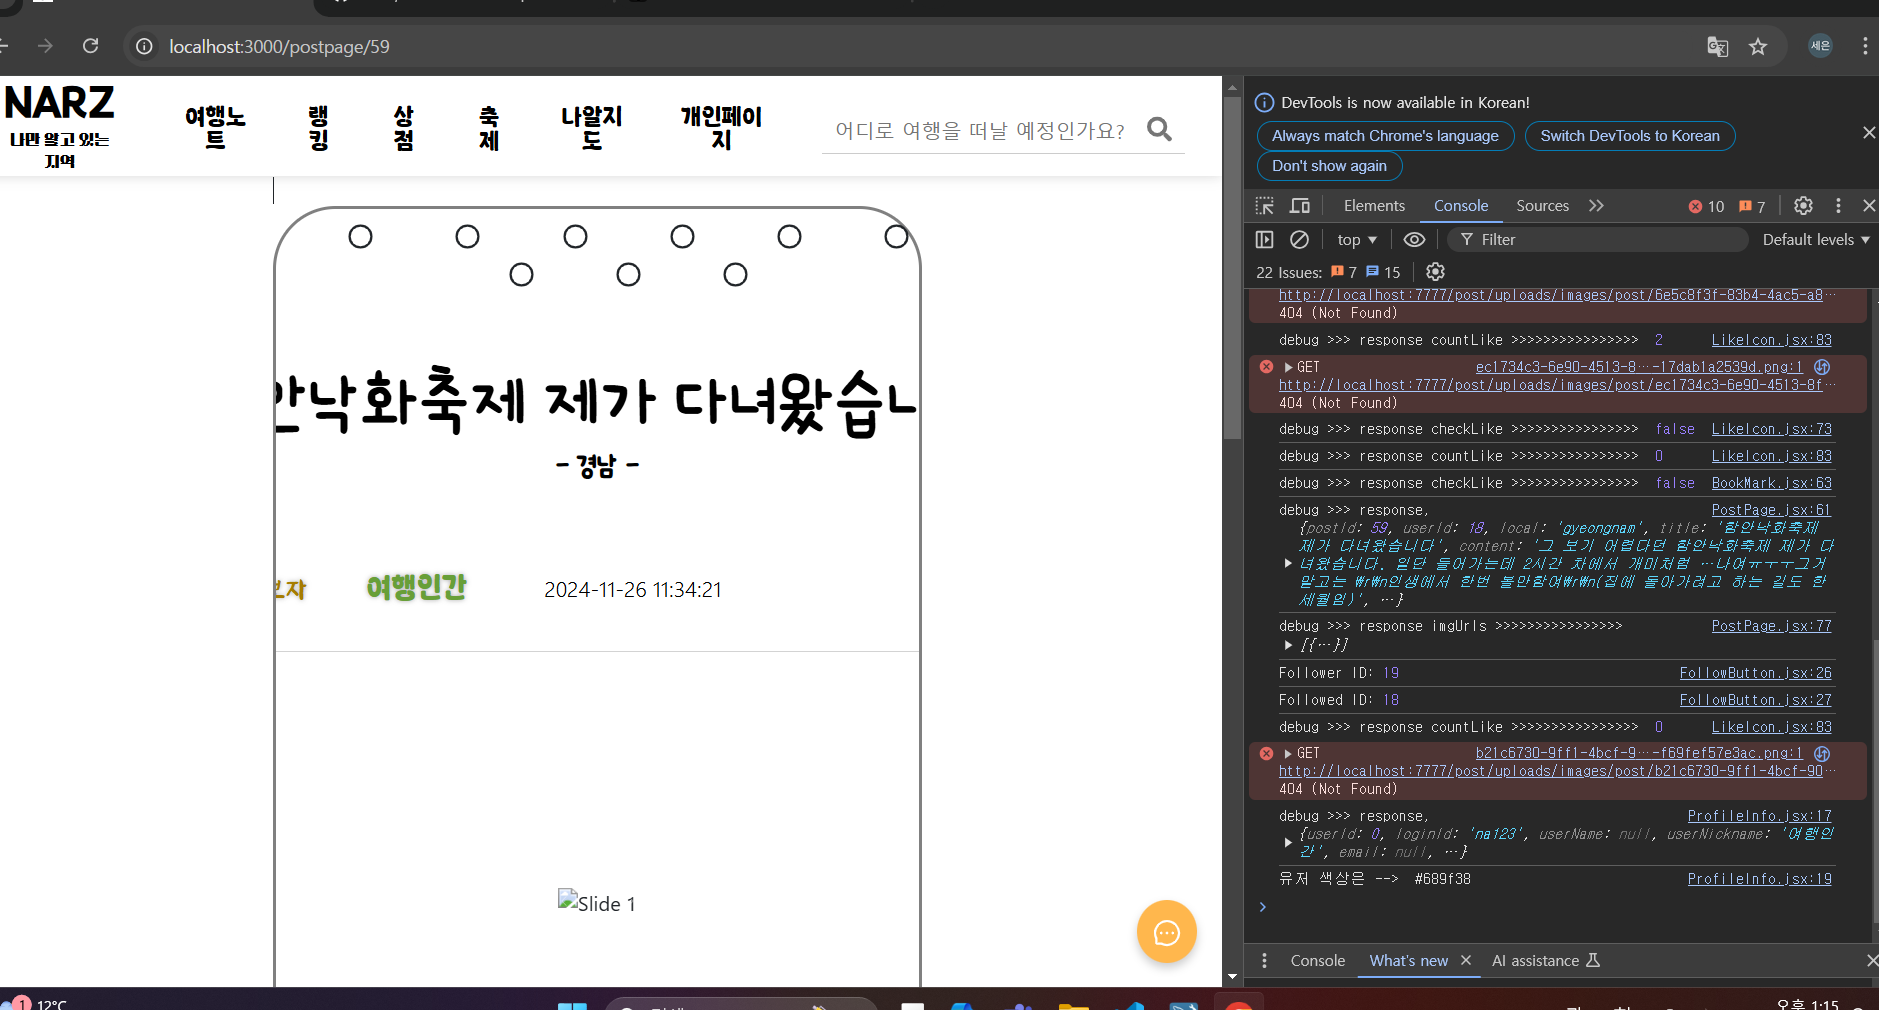 localhost:3000/postpage/59
세은
NARZ
나만 알고 있는
지역
여행노
트
랭
킹
상
점
축
제
나알지
도
개인페이
지
어디로 여행을 떠날 예정인가요?
안낙화축제 제가 다녀왔습니
- 경남 -
보자
여행인간
2024-11-26 11:34:21
Slide 1
DevTools is now available in Korean!
Always match Chrome's language
Switch DevTools to Korean
Don't show again
Elements
Console
Sources
10
7
top
Filter
Default levels
22 Issues:
7
15
http://localhost:7777/post/uploads/images/post/6e5c8f3f-83b4-4ac5-a8…
404 (Not Found)
debug >>> response countLike >>>>>>>>>>>>>>>> 2 LikeIcon.jsx:83
GET ec1734c3-6e90-4513-8…-17dab1a2539d.png:1
http://localhost:7777/post/uploads/images/post/ec1734c3-6e90-4513-8f…
404 (Not Found)
debug >>> response checkLike >>>>>>>>>>>>>>>> false LikeIcon.jsx:73
debug >>> response countLike >>>>>>>>>>>>>>>> 0 LikeIcon.jsx:83
debug >>> response checkLike >>>>>>>>>>>>>>>> false BookMark.jsx:63
debug >>> response, PostPage.jsx:61
{postId: 59, userId: 18, local: 'gyeongnam', title: '함안낙화축제
제가 다녀왔습니다', content: '그 보기 어렵다던 함안낙화축제 제가 다
녀왔습니다. 일단 들어가는데 2시간 차에서 개미처럼 …나여ㅜㅜㅜ그거
말고는 ₩r₩n인생에서 한번 볼만함여₩r₩n(집에 돌아가려고 하는 길도 한
세월임)', …}
debug >>> response imgUrls >>>>>>>>>>>>>>>> PostPage.jsx:77
[{…}]
Follower ID: 19 FollowButton.jsx:26
Followed ID: 18 FollowButton.jsx:27
debug >>> response countLike >>>>>>>>>>>>>>>> 0 LikeIcon.jsx:83
GET b21c6730-9ff1-4bcf-9…-f69fef57e3ac.png:1
http://localhost:7777/post/uploads/images/post/b21c6730-9ff1-4bcf-90…
404 (Not Found)
debug >>> response, ProfileInfo.jsx:17
{userId: 0, loginId: 'na123', userName: null, userNickname: '여행인
간', email: null, …}
유저 색상은 --> #689f38 ProfileInfo.jsx:19
Console
What's new
AI assistance
1
12°C
오후 1:15